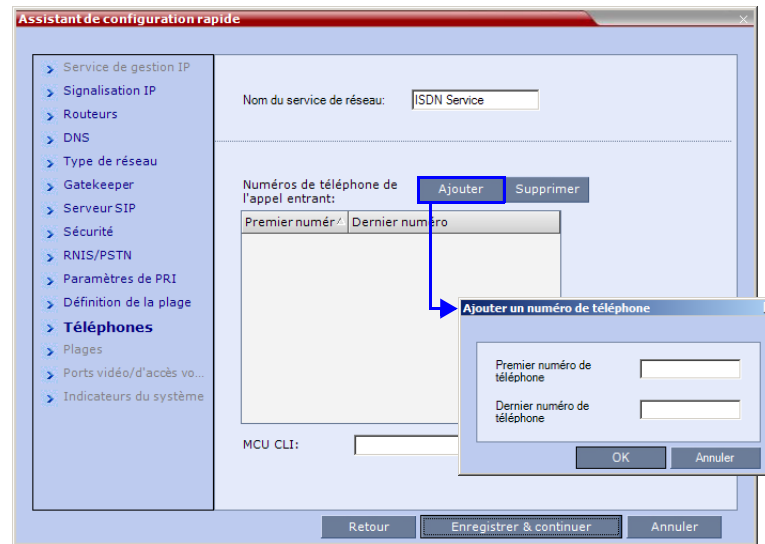 Assistant de configuration rapide
Service de gestion IP
Signalisation IP
Routeurs
DNS
Type de réseau
Gatekeeper
Serveur SIP
Sécurité
RNIS/PSTN
Paramètres de PRI
Définition de la plage
Téléphones
Plages
Ports vidéo/d'accès vo...
Indicateurs du système
Nom du service de réseau: ISDN Service
Numéros de téléphone de
l'appel entrant:
Ajouter Supprimer
Premier numér Dernier numéro
Ajouter un numéro de téléphone
Premier numéro de
téléphone
Dernier numéro de
téléphone
OK Annuler
MCU CLI:
Retour Enregistrer & continuer Annuler